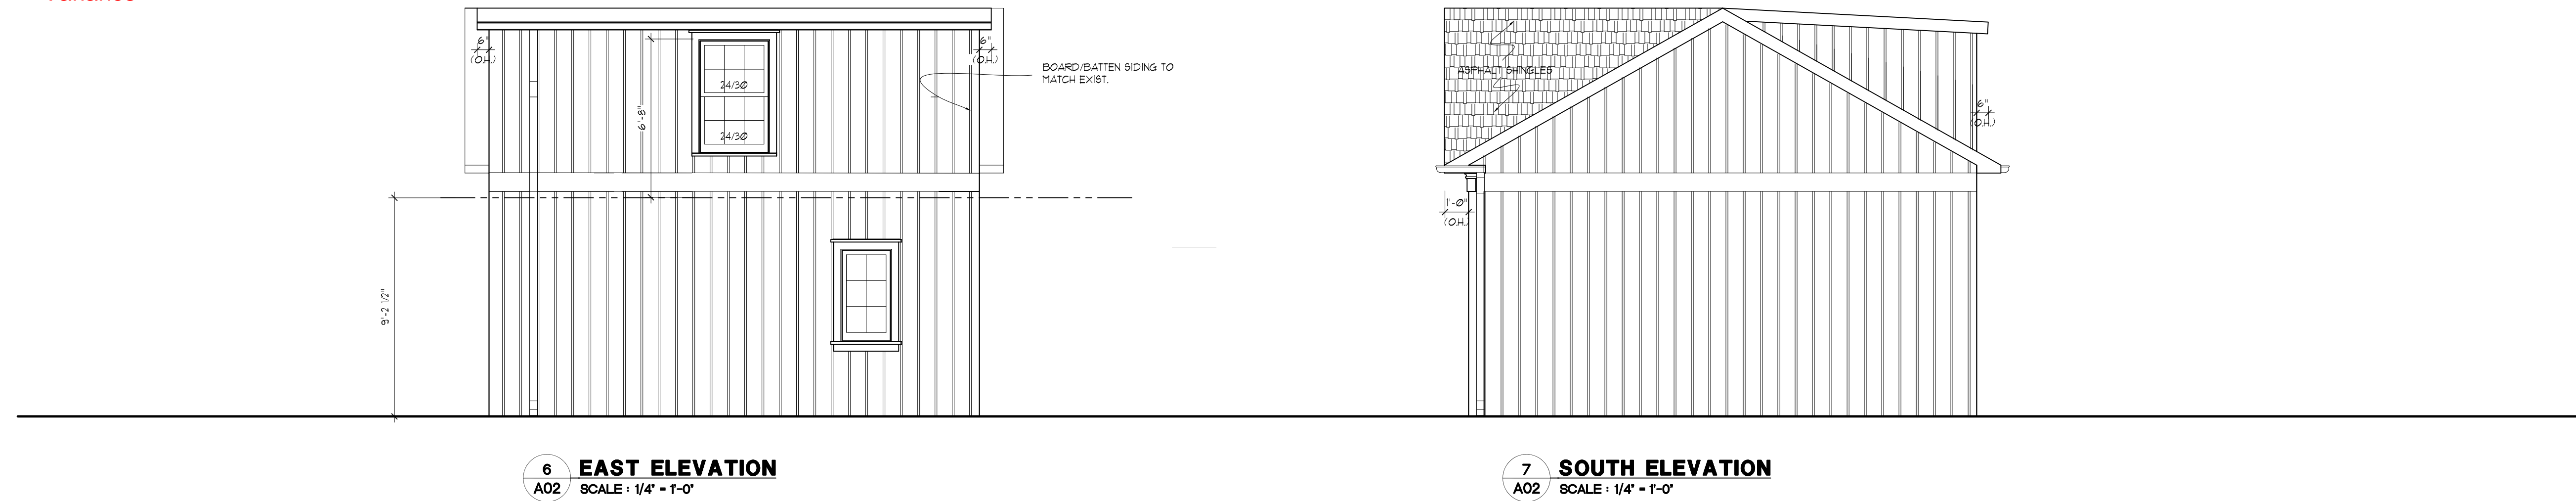 6"
(O.H.)
6"
(O.H.)
BOARD/BATTEN SIDING TO
MATCH EXIST.
24/30
24/30
6'-8"
9'-2 1/2"
6
A02
EAST ELEVATION
SCALE : 1/4" = 1'-0"
ASPHALT SHINGLES
6"
(O.H.)
1'-0"
(O.H.)
7
A02
SOUTH ELEVATION
SCALE : 1/4" = 1'-0"